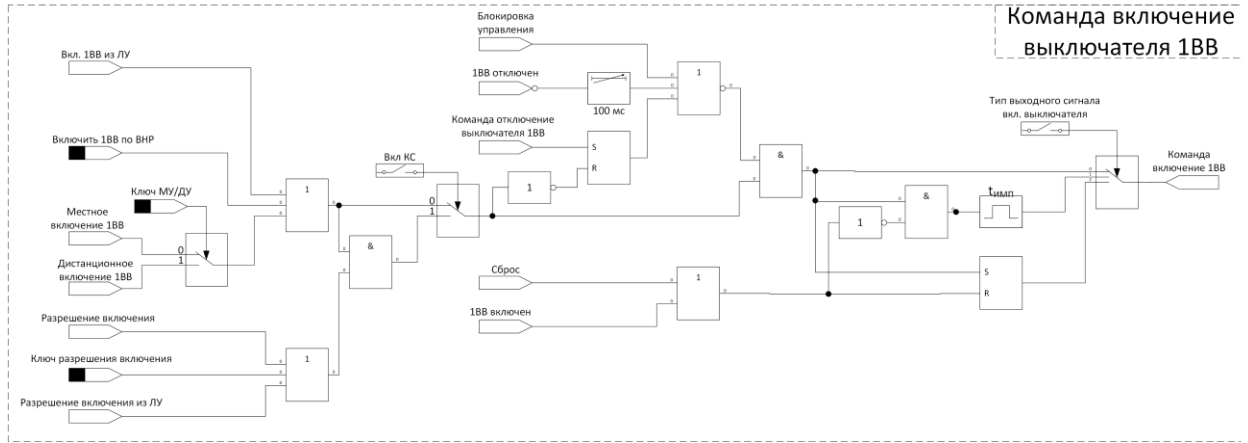 Команда включение
выключателя 1ВВ
Блокировка
управления
Вкл. 1ВВ из ЛУ
1ВВ отключен
100 мс
1
Тип выходного сигнала
вкл. выключателя
Команда отключение
выключателя 1ВВ
Включить 1ВВ по ВНР
S
R
Вкл КС
&
Команда
включение 1ВВ
Ключ МУ/ДУ
1
0
1
1
&
tимп
Местное
включение 1ВВ
0
1
&
1
Дистанционное
включение 1ВВ
Сброс
1
S
R
Разрешение включения
1ВВ включен
Ключ разрешения включения
1
Разрешение включения из ЛУ